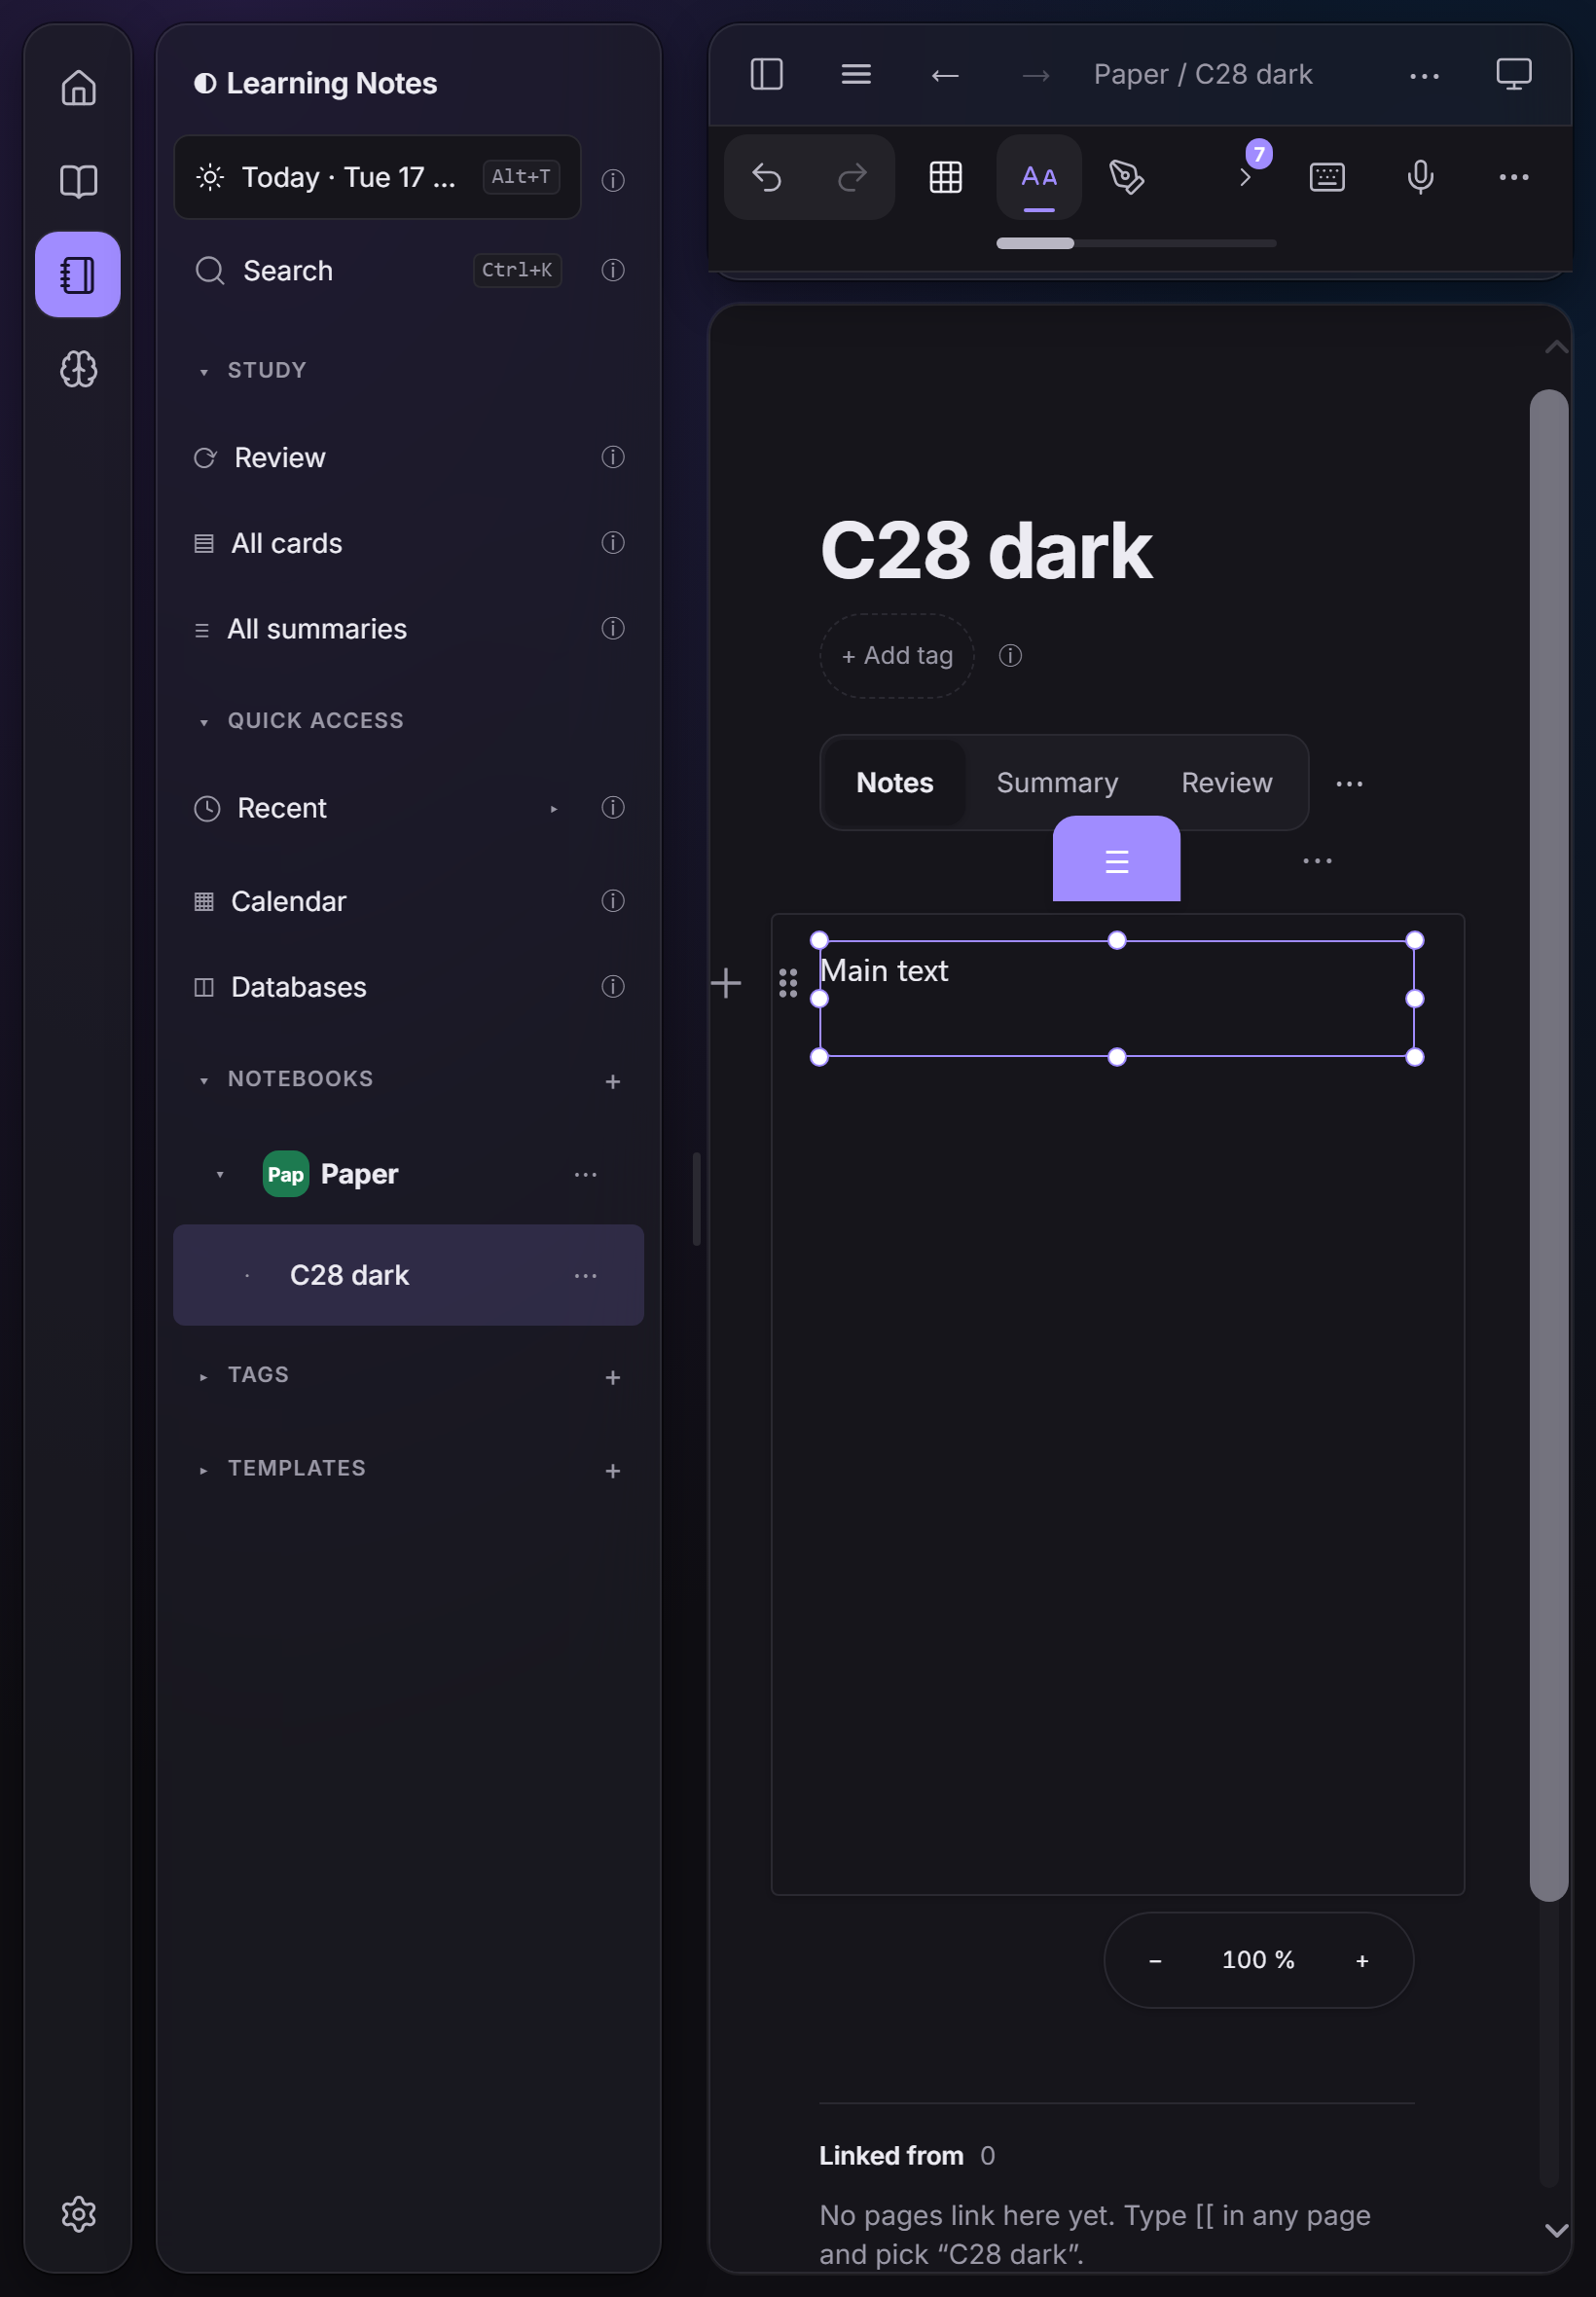 Learning Notes
Today · Tue 17 ... Alt+T
Search Ctrl+K
STUDY
Review
All cards
All summaries
QUICK ACCESS
Recent
Calendar
Databases
NOTEBOOKS +
Pap Paper
C28 dark
TAGS +
TEMPLATES +
Paper / C28 dark
AA
7
C28 dark
+ Add tag
Notes Summary Review
Main text
− 100 % +
Linked from 0
No pages link here yet. Type [[ in any page
and pick “C28 dark”.